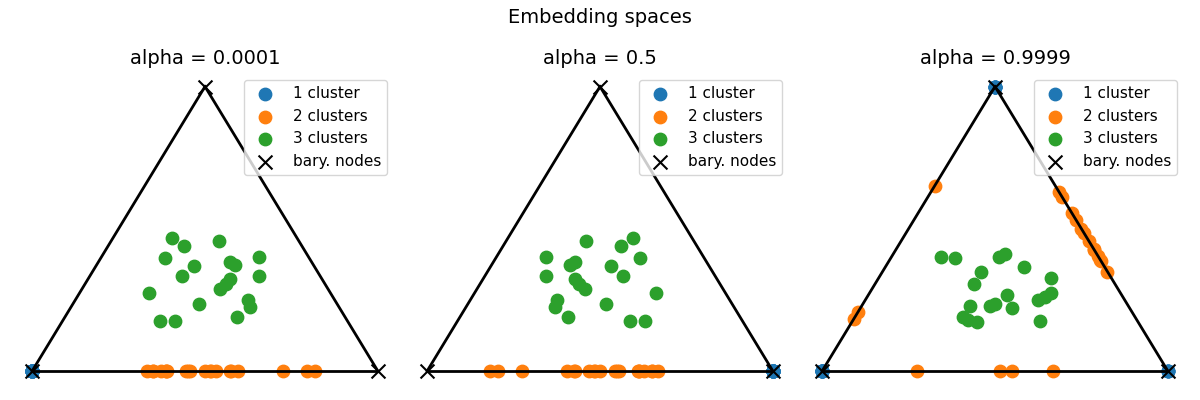 Embedding spaces
alpha = 0.0001
1 cluster
2 clusters
3 clusters
bary. nodes
alpha = 0.5
1 cluster
2 clusters
3 clusters
bary. nodes
alpha = 0.9999
1 cluster
2 clusters
3 clusters
bary. nodes